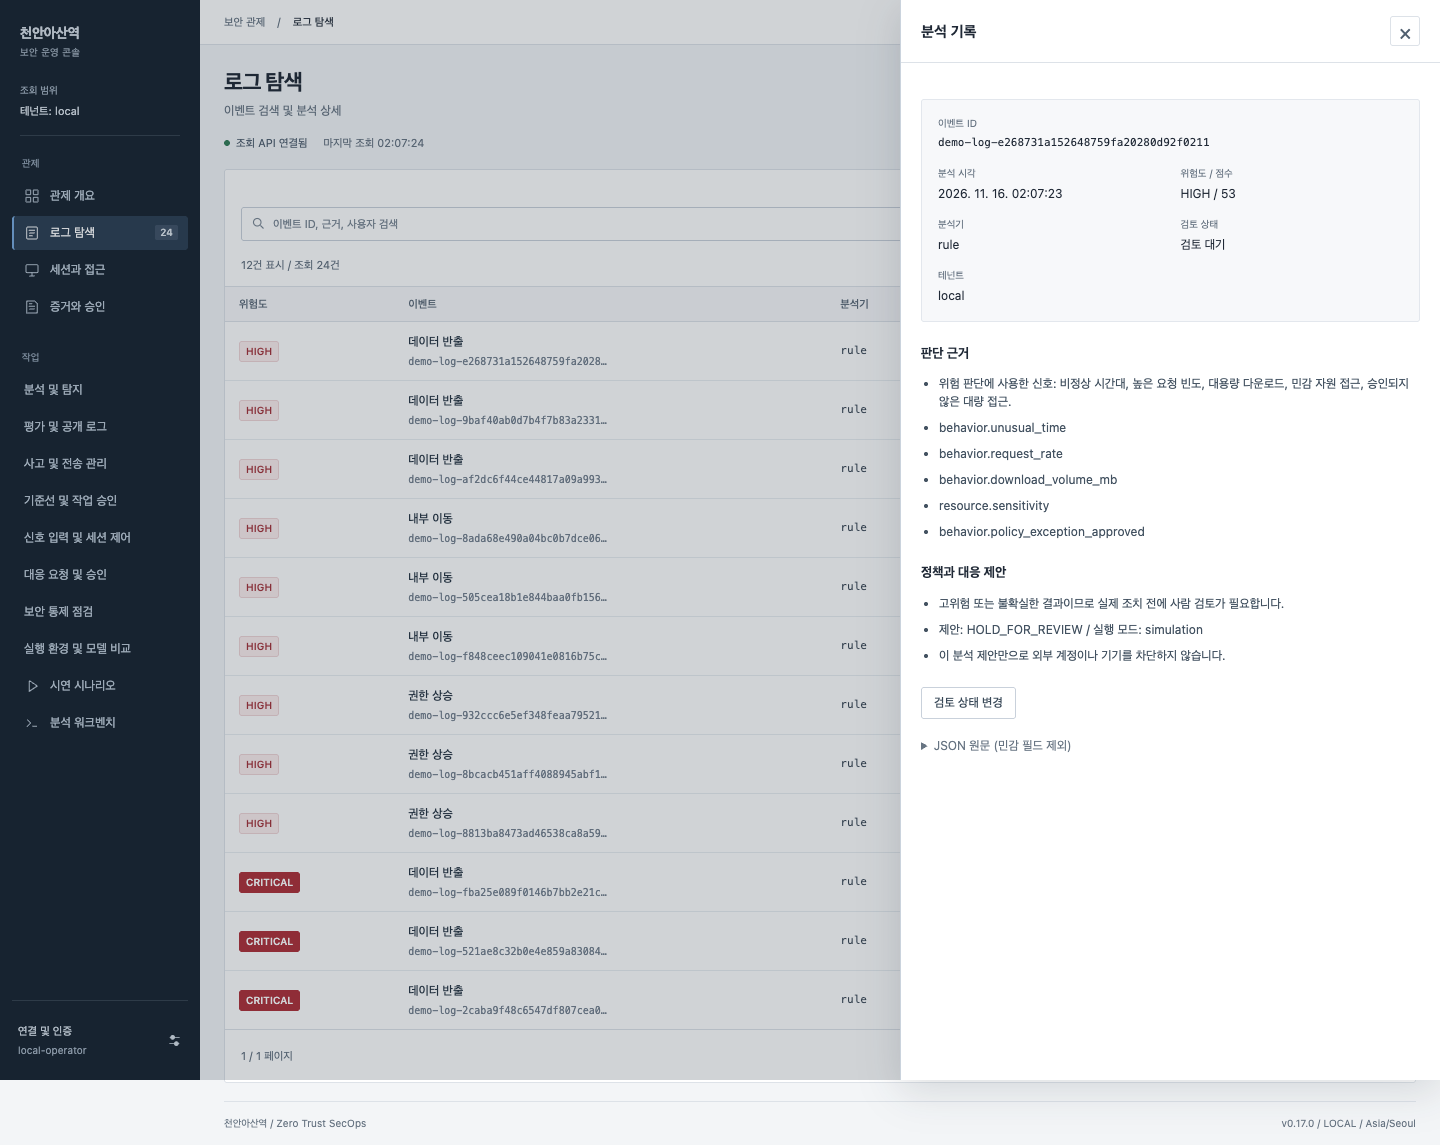 천안아산역
보안 운영 콘솔
조회 범위
테넌트: local
관제
관제 개요
로그 탐색 24
세션과 접근
증거와 승인
작업
분석 및 탐지
평가 및 공개 로그
사고 및 전송 관리
기준선 및 작업 승인
신호 입력 및 세션 제어
대응 요청 및 승인
보안 통제 점검
실행 환경 및 모델 비교
시연 시나리오
분석 워크벤치
연결 및 인증
local-operator
보안 관제 / 로그 탐색
로그 탐색
이벤트 검색 및 분석 상세
조회 API 연결됨 마지막 조회 02:07:24
이벤트 ID, 근거, 사용자 검색
12건 표시 / 조회 24건
위험도 이벤트 분석기
HIGH 데이터 반출 rule
demo-log-e268731a152648759fa2028…
HIGH 데이터 반출 rule
demo-log-9baf40ab0d7b4f7b83a2331…
HIGH 데이터 반출 rule
demo-log-af2dc6f44ce44817a09a993…
HIGH 내부 이동 rule
demo-log-8ada68e490a04bc0b7dce06…
HIGH 내부 이동 rule
demo-log-505cea18b1e844baa0fb156…
HIGH 내부 이동 rule
demo-log-f848ceec109041e0816b75c…
HIGH 권한 상승 rule
demo-log-932ccc6e5ef348feaa79521…
HIGH 권한 상승 rule
demo-log-8bcacb451aff4088945abf1…
HIGH 권한 상승 rule
demo-log-8813ba8473ad46538ca8a59…
CRITICAL 데이터 반출 rule
demo-log-fba25e089f0146b7bb2e21c…
CRITICAL 데이터 반출 rule
demo-log-521ae8c32b0e4e859a83084…
CRITICAL 데이터 반출 rule
demo-log-2caba9f48c6547df807cea0…
1 / 1 페이지
분석 기록
이벤트 ID
demo-log-e268731a152648759fa20280d92f0211
분석 시각 위험도 / 점수
2026. 11. 16. 02:07:23 HIGH / 53
분석기 검토 상태
rule 검토 대기
테넌트
local
판단 근거
위험 판단에 사용한 신호: 비정상 시간대, 높은 요청 빈도, 대용량 다운로드, 민감 자원 접근, 승인되지
않은 대량 접근.
behavior.unusual_time
behavior.request_rate
behavior.download_volume_mb
resource.sensitivity
behavior.policy_exception_approved
정책과 대응 제안
고위험 또는 불확실한 결과이므로 실제 조치 전에 사람 검토가 필요합니다.
제안: HOLD_FOR_REVIEW / 실행 모드: simulation
이 분석 제안만으로 외부 계정이나 기기를 차단하지 않습니다.
검토 상태 변경
JSON 원문 (민감 필드 제외)
천안아산역 / Zero Trust SecOps
v0.17.0 / LOCAL / Asia/Seoul